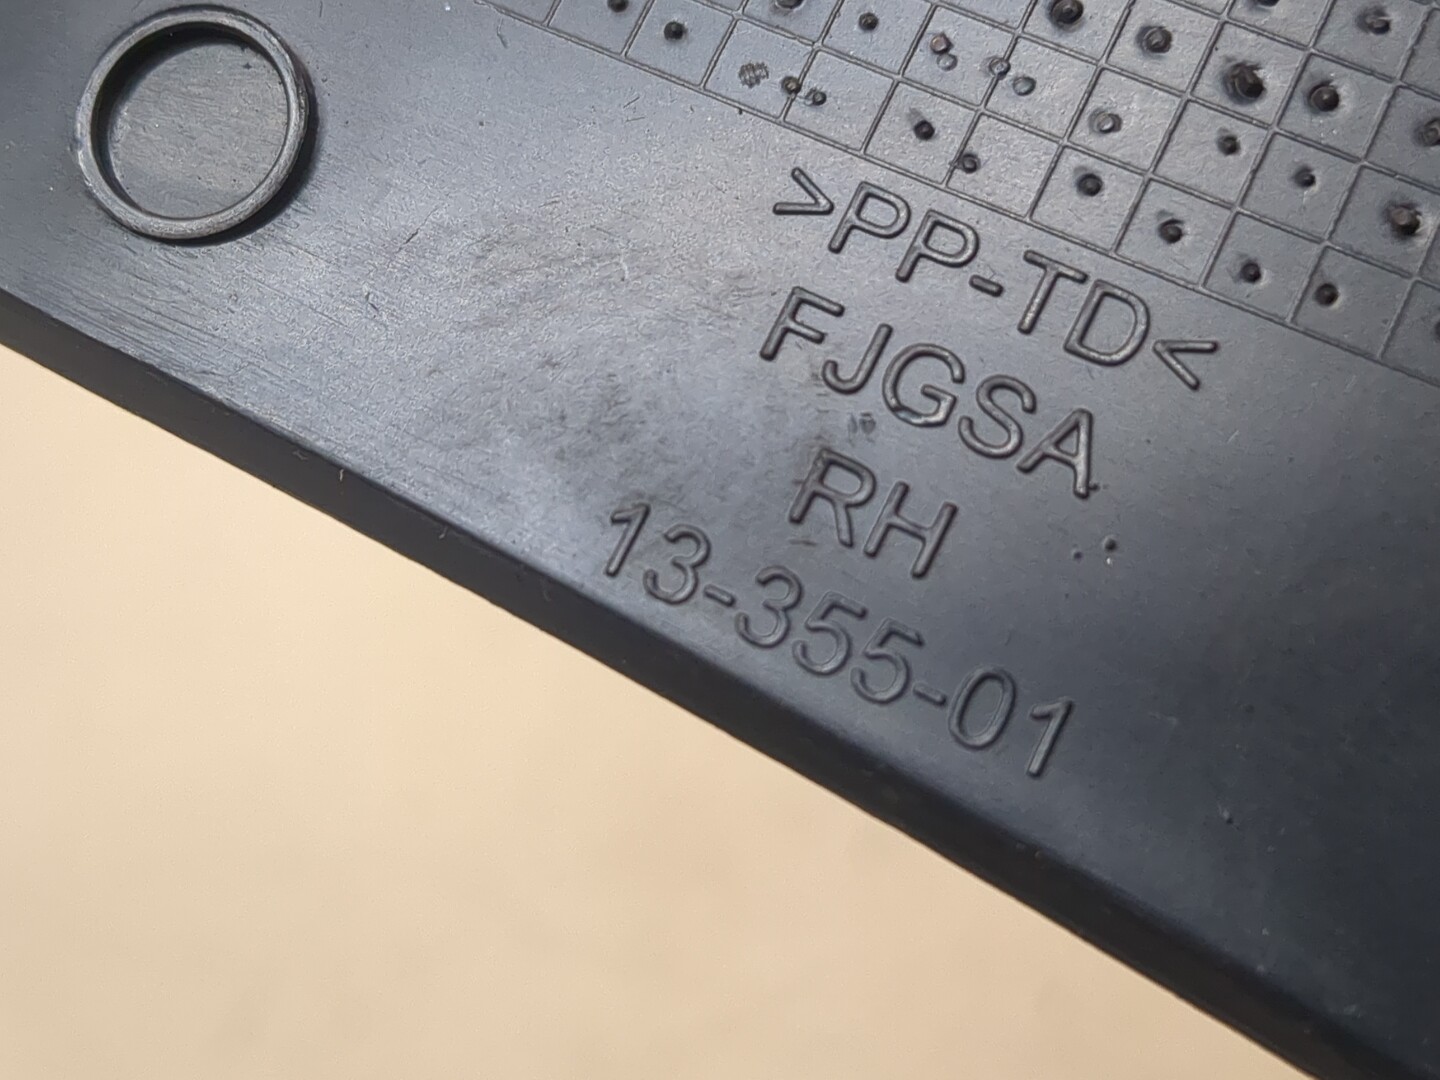 >PP-TD<
FJGSA
RH
13-355-01